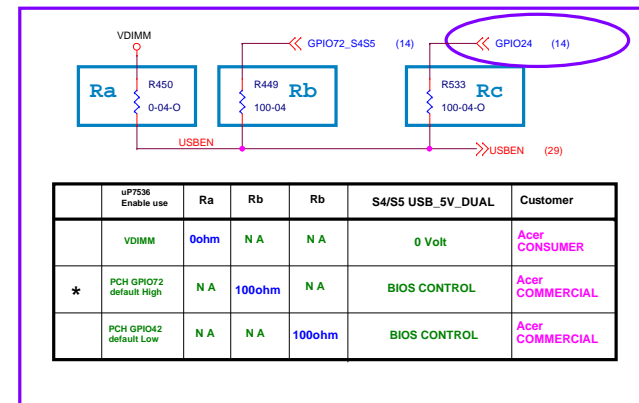 VDIMM
GPIO72_S4S5 (14)
GPIO24 (14)
Ra
R450
0-04-O
R449
100-04
Rb
R533
100-04-O
Rc
USBEN
USBEN (29)
uP7536
Enable use
Ra
Rb
Rb
S4/S5 USB_5V_DUAL
Customer
VDIMM
0ohm
N A
N A
0 Volt
Acer
CONSUMER
*
PCH GPIO72
default High
N A
100ohm
N A
BIOS CONTROL
Acer
COMMERCIAL
PCH GPIO42
default Low
N A
N A
100ohm
BIOS CONTROL
Acer
COMMERCIAL